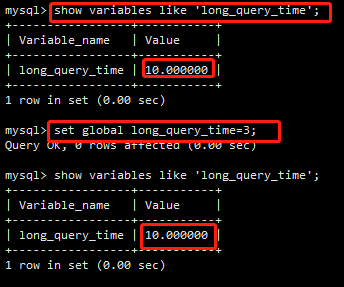 mysql> show variables like 'long_query_time';
+-----------------+-----------+
| Variable_name   | Value     |
+-----------------+-----------+
| long_query_time | 10.000000 |
+-----------------+-----------+
1 row in set (0.00 sec)
mysql> set global long_query_time=3;
Query OK, 0 rows affected (0.00 sec)
mysql> show variables like 'long_query_time';
+-----------------+-----------+
| Variable_name   | Value     |
+-----------------+-----------+
| long_query_time | 10.000000 |
+-----------------+-----------+
1 row in set (0.00 sec)